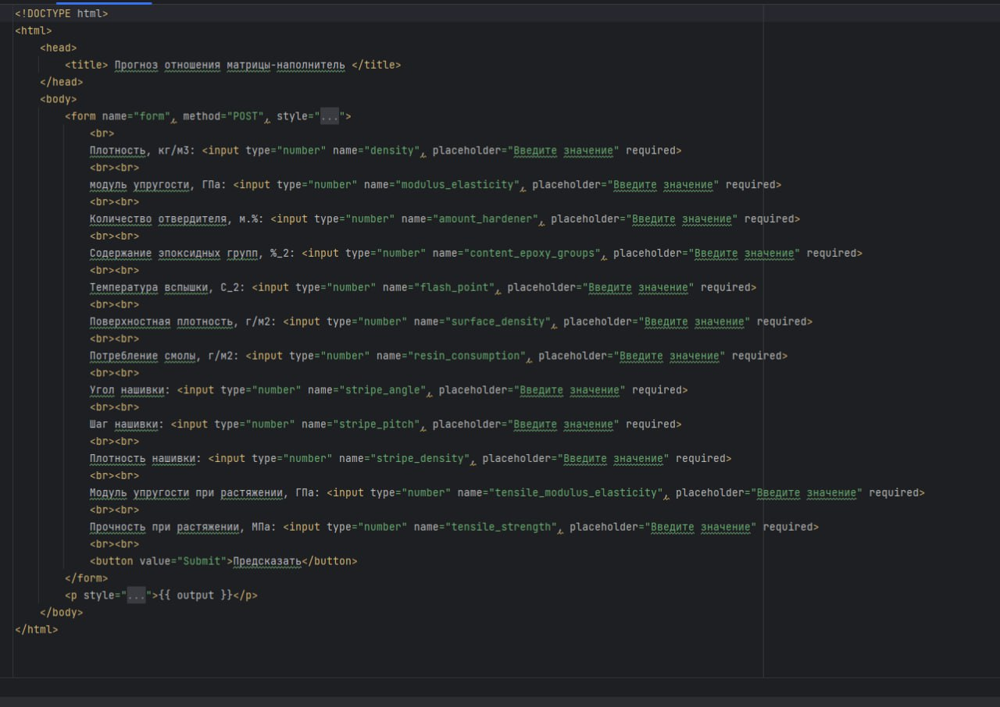 <!DOCTYPE html>
<html>
<head>
<title> Прогноз отношения матрицы-наполнитель </title>
</head>
<body>
<form name="form", method="POST", style="...">
<br>
Плотность, кг/м3: <input type="number" name="density", placeholder="Введите значение" required>
<br><br>
модуль упругости, ГПа: <input type="number" name="modulus_elasticity", placeholder="Введите значение" required>
<br><br>
Количество отвердителя, м.%: <input type="number" name="amount_hardener", placeholder="Введите значение" required>
<br><br>
Содержание эпоксидных групп, %_2: <input type="number" name="content_epoxy_groups", placeholder="Введите значение" required>
<br><br>
Температура вспышки, С_2: <input type="number" name="flash_point", placeholder="Введите значение" required>
<br><br>
Поверхностная плотность, г/м2: <input type="number" name="surface_density", placeholder="Введите значение" required>
<br><br>
Потребление смолы, г/м2: <input type="number" name="resin_consumption", placeholder="Введите значение" required>
<br><br>
Угол нашивки: <input type="number" name="stripe_angle", placeholder="Введите значение" required>
<br><br>
Шаг нашивки: <input type="number" name="stripe_pitch", placeholder="Введите значение" required>
<br><br>
Плотность нашивки: <input type="number" name="stripe_density", placeholder="Введите значение" required>
<br><br>
Модуль упругости при растяжении, ГПа: <input type="number" name="tensile_modulus_elasticity", placeholder="Введите значение" required>
<br><br>
Прочность при растяжении, МПа: <input type="number" name="tensile_strength", placeholder="Введите значение" required>
<br><br>
<button value="Submit">Предсказать</button>
</form>
<p style="...">{{ output }}</p>
</body>
</html>